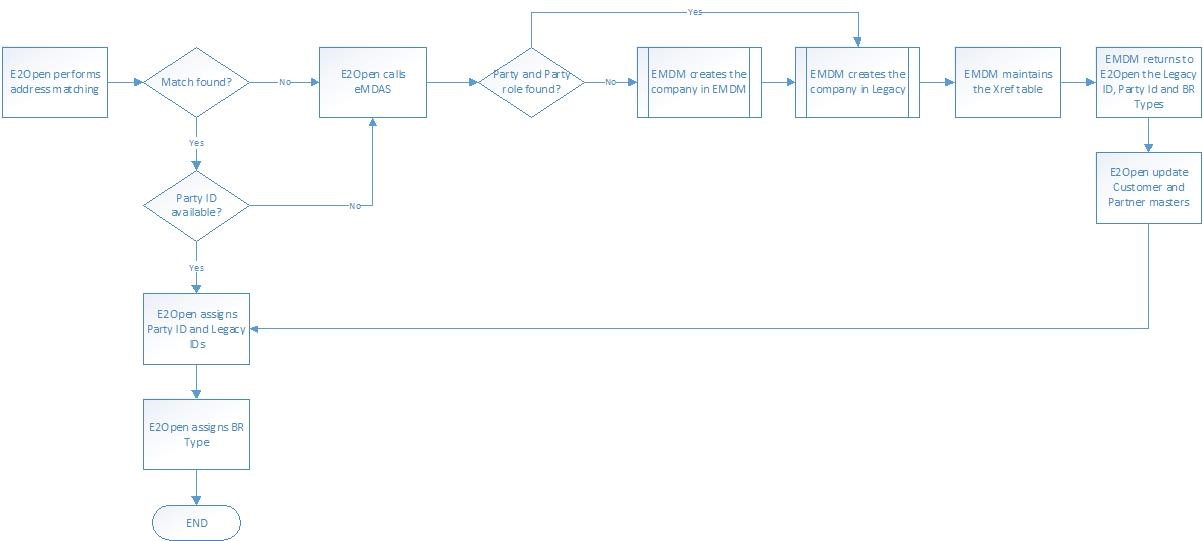 Yes
E2Open performs
address matching
Match found?
No
E2Open calls
eMDAS
Party and Party
role found?
No
EMDM creates the
company in EMDM
EMDM creates the
company in Legacy
EMDM maintains
the Xref table
EMDM returns to
E2Open the Legacy
ID, Party Id and BR
Types
Yes
Party ID
available?
No
E2Open update
Customer and
Partner masters
Yes
E2Open assigns
Party ID and Legacy
IDs
E2Open assigns BR
Type
END